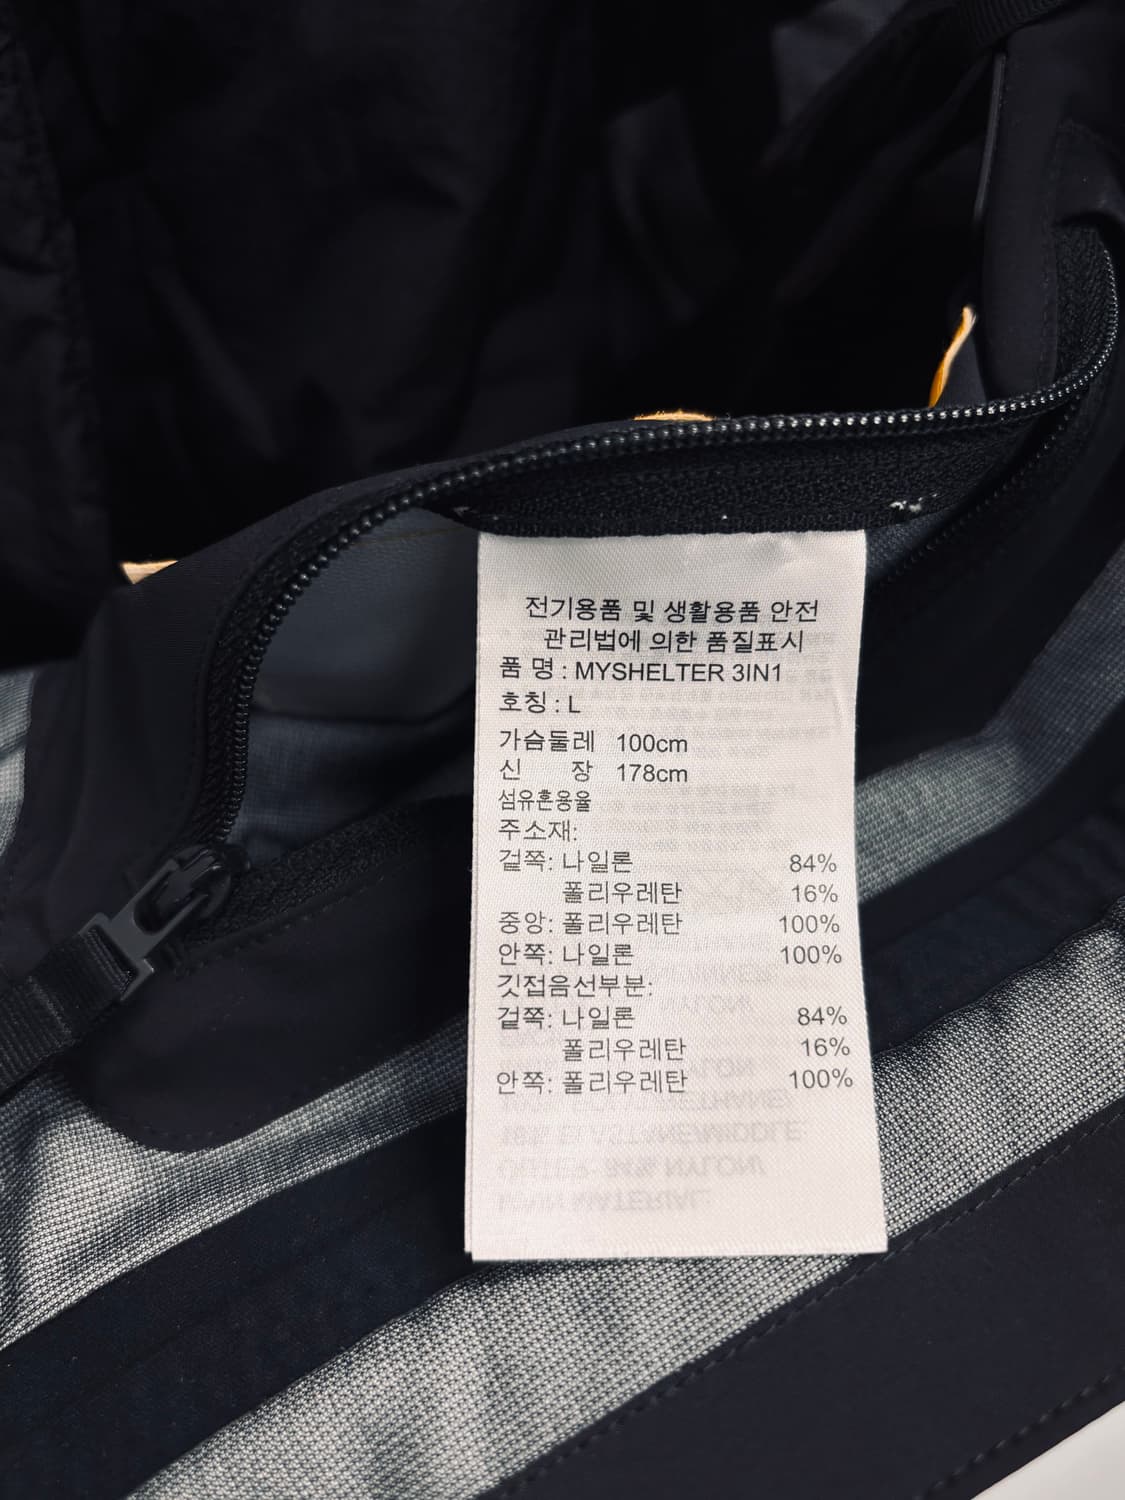 전기용품 및 생활용품 안전
관리법에 의한 품질표시
품 명 : MYSHELTER 3IN1
호칭 : L
가슴둘레 100cm
신 장 178cm
섬유혼용율
주소재:
겉쪽: 나일론 84%
폴리우레탄 16%
중앙: 폴리우레탄 100%
안쪽: 나일론 100%
깃접음선부분:
겉쪽: 나일론 84%
폴리우레탄 16%
안쪽: 폴리우레탄 100%